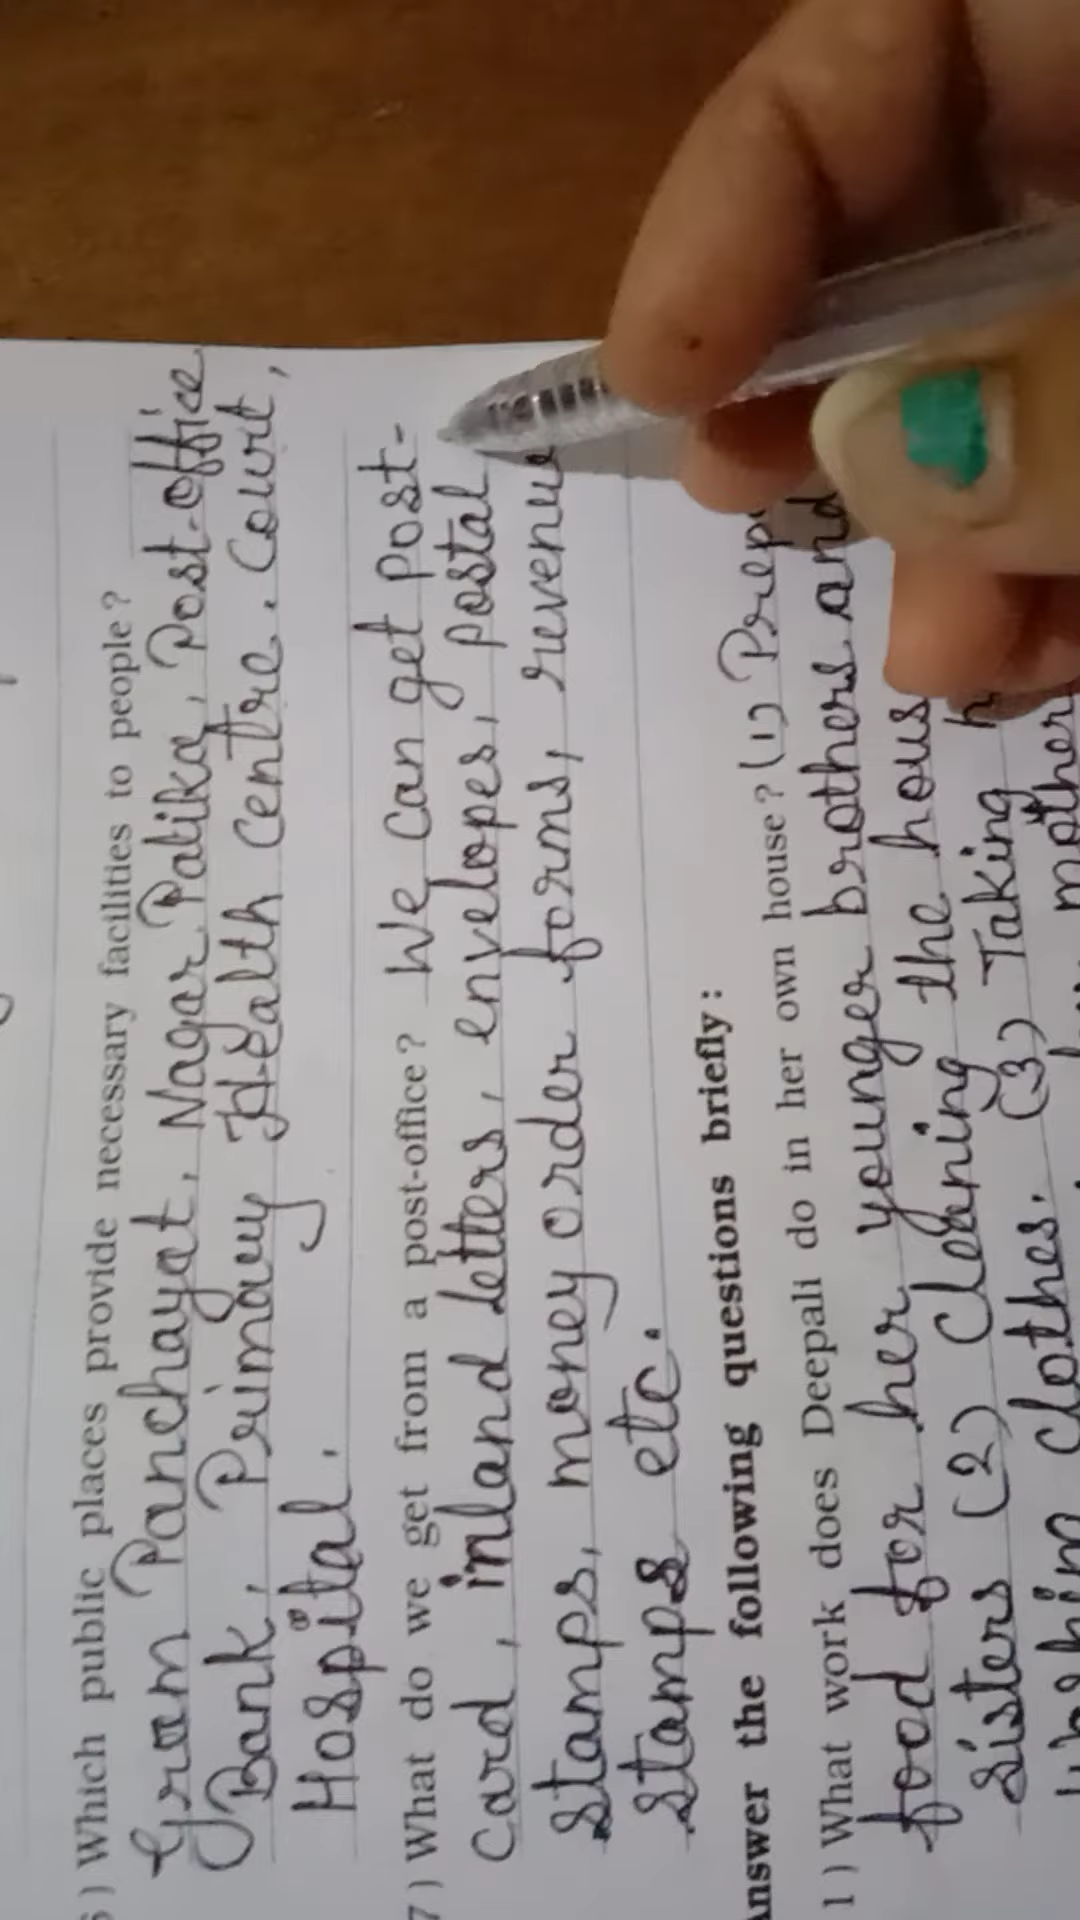 6) Which public places provide necessary facilities to people?
Gram Panchayat, Nagar Palika, Post-office
Bank, Primary Health Centre. Court,
Hospital.
7) What do we get from a post-office? We can get post-
card, inland letters, envelopes, postal
stamps, money order forms, revenue
stamps etc.
Answer the following questions briefly:
1) What work does Deepali do in her own house? (1)
food for her younger brothers and
sisters (2) Cleaning the
clothes. (3) Taking
mother